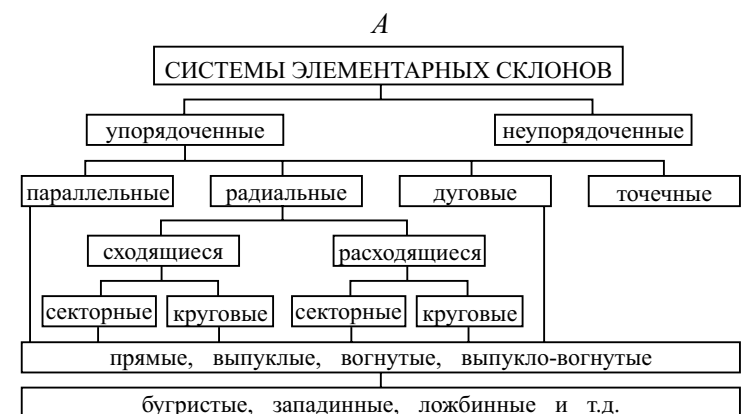 А
СИСТЕМЫ ЭЛЕМЕНТАРНЫХ СКЛОНОВ
упорядоченные неупорядоченные
параллельные радиальные дуговые точечные
сходящиеся расходящиеся
секторные круговые секторные круговые
прямые, выпуклые, вогнутые, выпукло-вогнутые
бугристые, западинные, ложбинные и т.д.